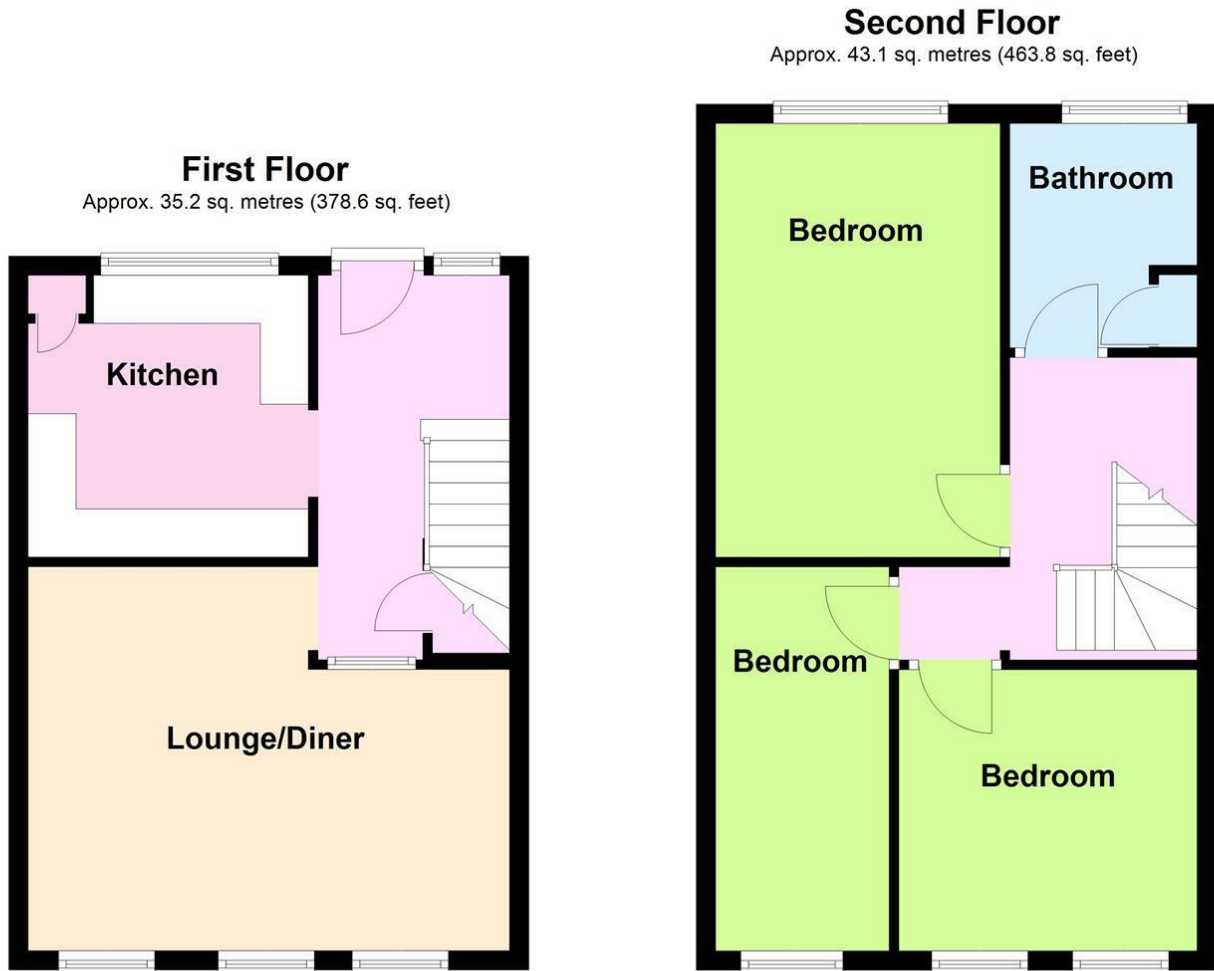 First Floor
Approx. 35.2 sq. metres (378.6 sq. feet)
Kitchen
Lounge/Diner
Second Floor
Approx. 43.1 sq. metres (463.8 sq. feet)
Bedroom
Bathroom
Bedroom
Bedroom